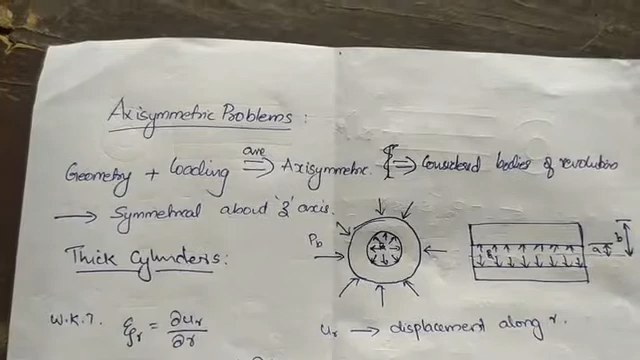 Axisymmetric Problems :
Geometry + Loading are ⟹ Axisymmetric. { ⟹ Considered bodies of revolution
⟶ Symmetrical about 'z' axis.
Thick Cylinders :
Pb
a
b
W.K.T. εr = ∂ur/∂r
ur ⟶ displacement along r.